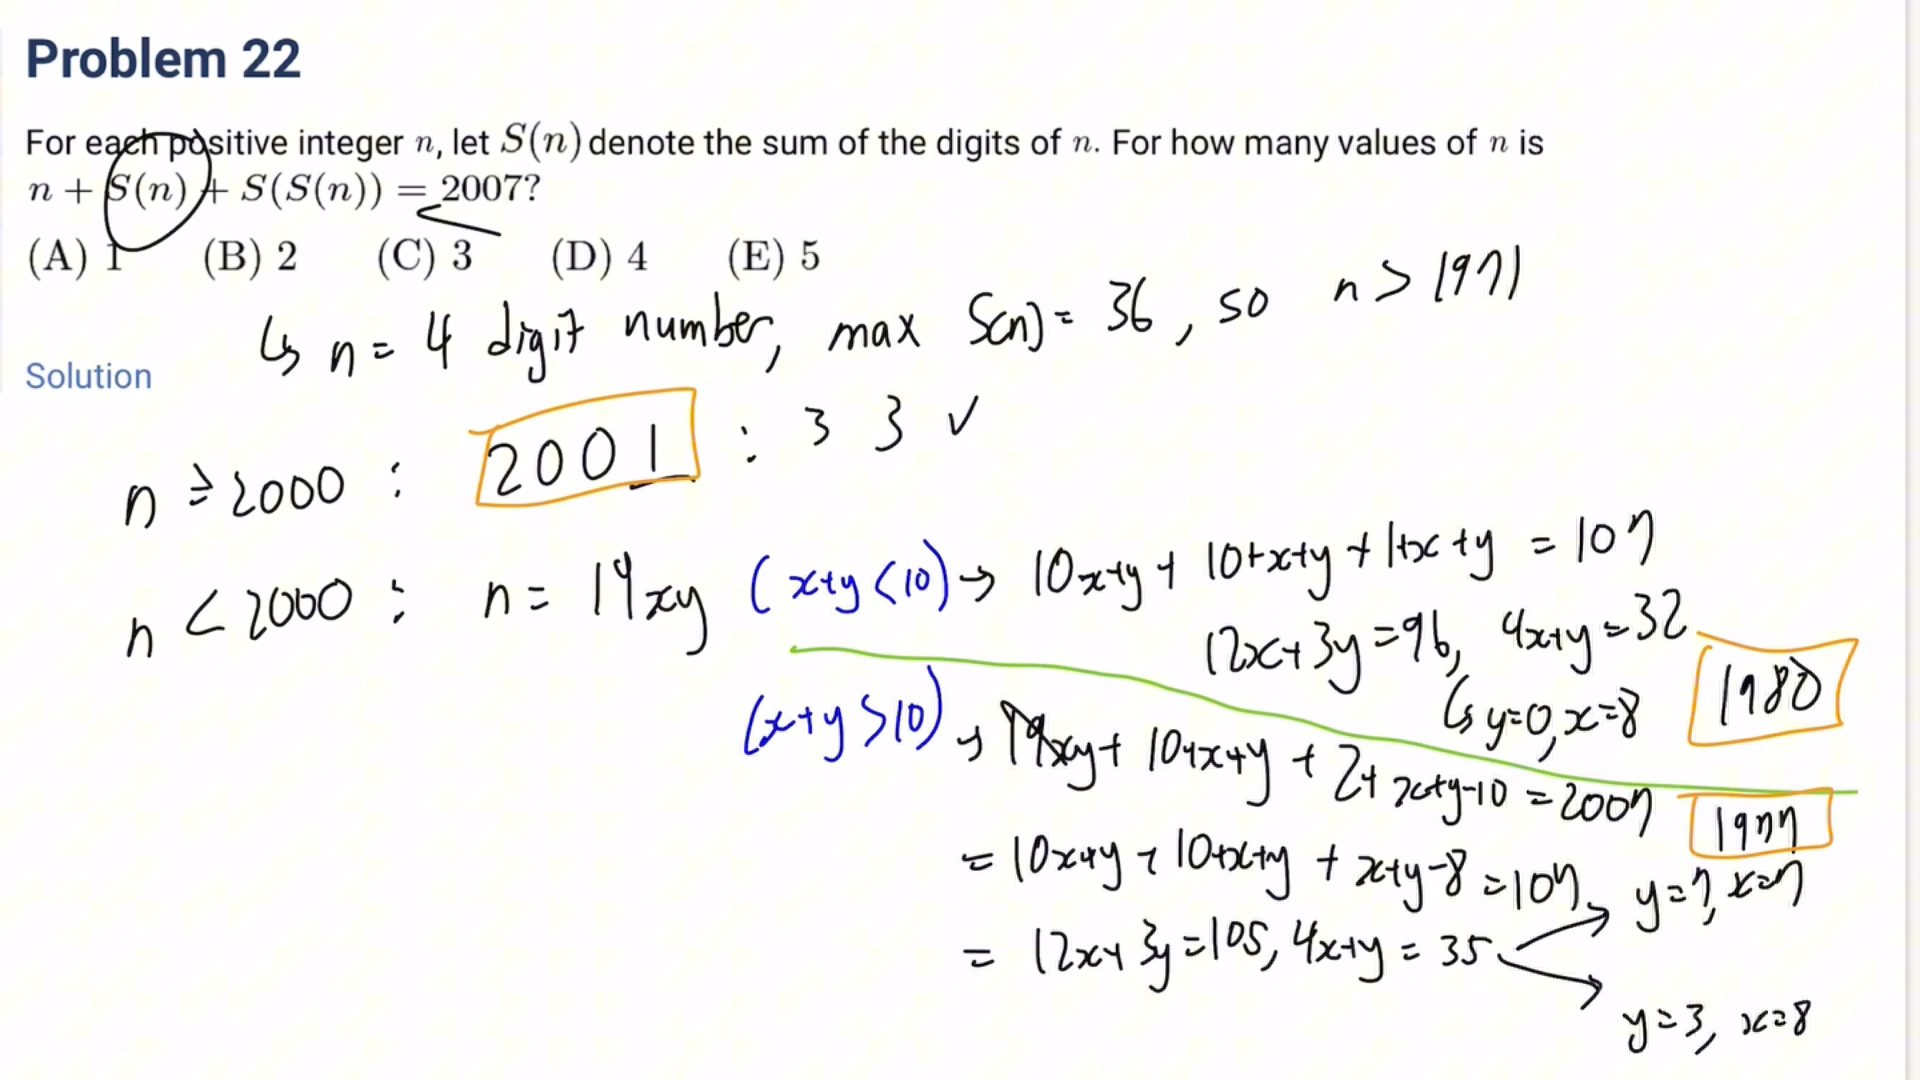 Problem 22
For each positive integer n, let S(n) denote the sum of the digits of n. For how many values of n is
n + S(n) + S(S(n)) = 2007?
(A) 1 (B) 2 (C) 3 (D) 4 (E) 5
↳ n = 4 digit number, max S(n) = 36, so n > 1971
Solution
n ≥ 2000 : 2001 : 3 3 ✓
n < 2000 : n = 19xy (x+y < 10) → 10x+y + 10+x+y + 1+x+y = 107
12x+3y = 96, 4x+y = 32
↳ y=0, x=8 1980
(x+y > 10) → 19xy + 10+x+y + 2+x+y-10 = 2007
= 10x+y + 10+x+y + x+y-8 = 107
1977
y=7, x=7
= 12x+3y = 105, 4x+y = 35
y=3, x=8